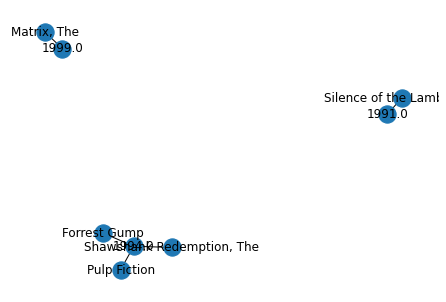 Matrix, The
1999.0
Silence of the Lamb
1991.0
Forrest Gump
Shawshank Redemption, The
Pulp Fiction